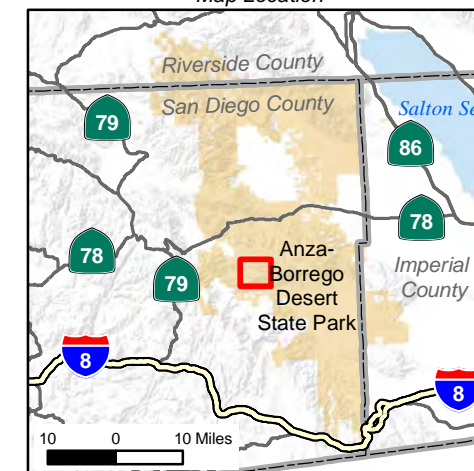 Map Location
Riverside County
San Diego County
79
Salton Se
86
78
78
79
Anza-
Borrego
Desert
State Park
Imperial
County
8
8
10 0 10 Miles